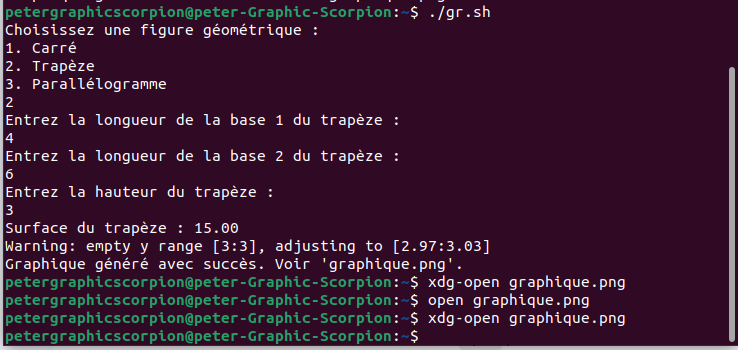 petergraphicscorpion@peter-Graphic-Scorpion:~$ ./gr.sh
Choisissez une figure géométrique :
1. Carré
2. Trapèze
3. Parallélogramme
2
Entrez la longueur de la base 1 du trapèze :
4
Entrez la longueur de la base 2 du trapèze :
6
Entrez la hauteur du trapèze :
3
Surface du trapèze : 15.00
Warning: empty y range [3:3], adjusting to [2.97:3.03]
Graphique généré avec succès. Voir 'graphique.png'.
petergraphicscorpion@peter-Graphic-Scorpion:~$ xdg-open graphique.png
petergraphicscorpion@peter-Graphic-Scorpion:~$ open graphique.png
petergraphicscorpion@peter-Graphic-Scorpion:~$ xdg-open graphique.png
petergraphicscorpion@peter-Graphic-Scorpion:~$